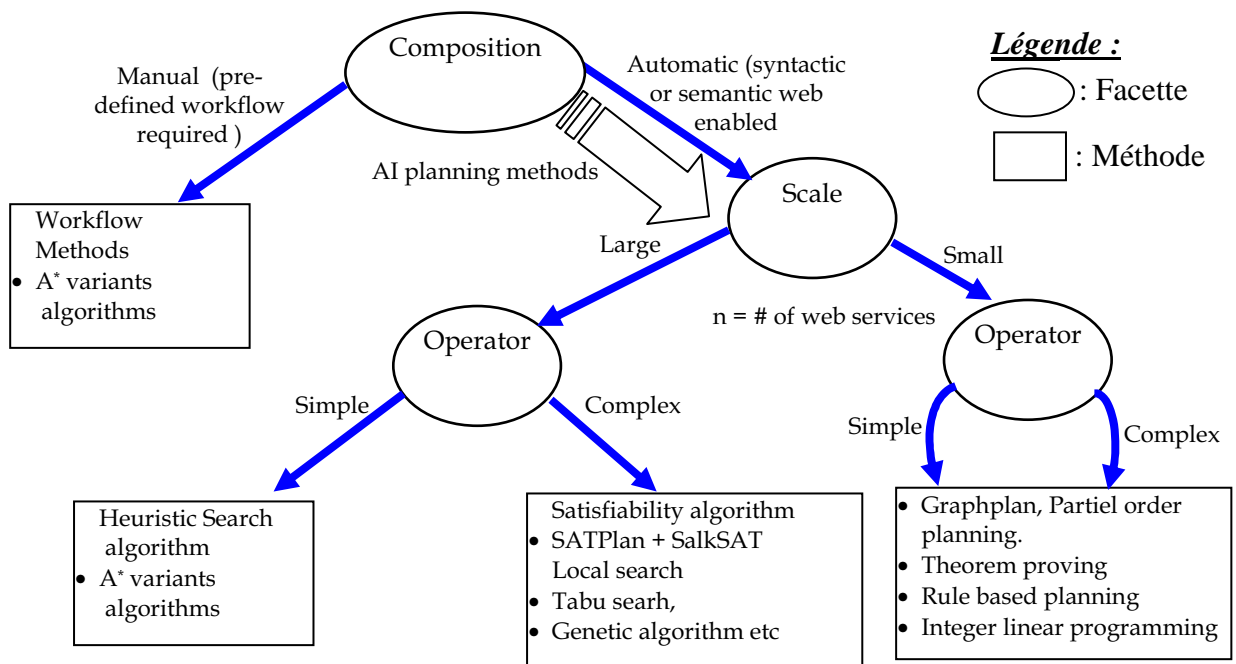 Composition
Légende :
: Facette
: Méthode
Manual (pre-
defined workflow
required )
Automatic (syntactic
or semantic web
enabled
AI planning methods
Scale
Workflow
Methods
• A* variants
algorithms
Large
Small
n = # of web services
Operator
Operator
Simple
Complex
Simple
Complex
Heuristic Search
algorithm
• A* variants
algorithms
Satisfiability algorithm
• SATPlan + SalkSAT
Local search
• Tabu searh,
• Genetic algorithm etc
• Graphplan, Partiel order
planning.
• Theorem proving
• Rule based planning
• Integer linear programming